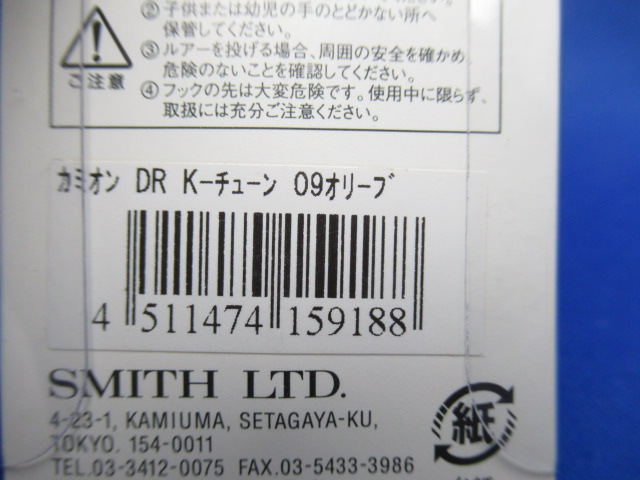 ② 子供または幼児の手のとどかない所へ
保管してください。
③ ルアーを投げる場合、周囲の安全を確かめ、
危険のないことを確認してください。
④ フックの先は大変危険です。使用中に限らず、
取扱には充分ご注意ください。
ご注意
カミオン DR K-チューン 09オリーブ
4 511474 159188
SMITH LTD.
4-23-1, KAMIUMA, SETAGAYA-KU,
TOKYO. 154-0011
TEL.03-3412-0075 FAX.03-5433-3986
紙